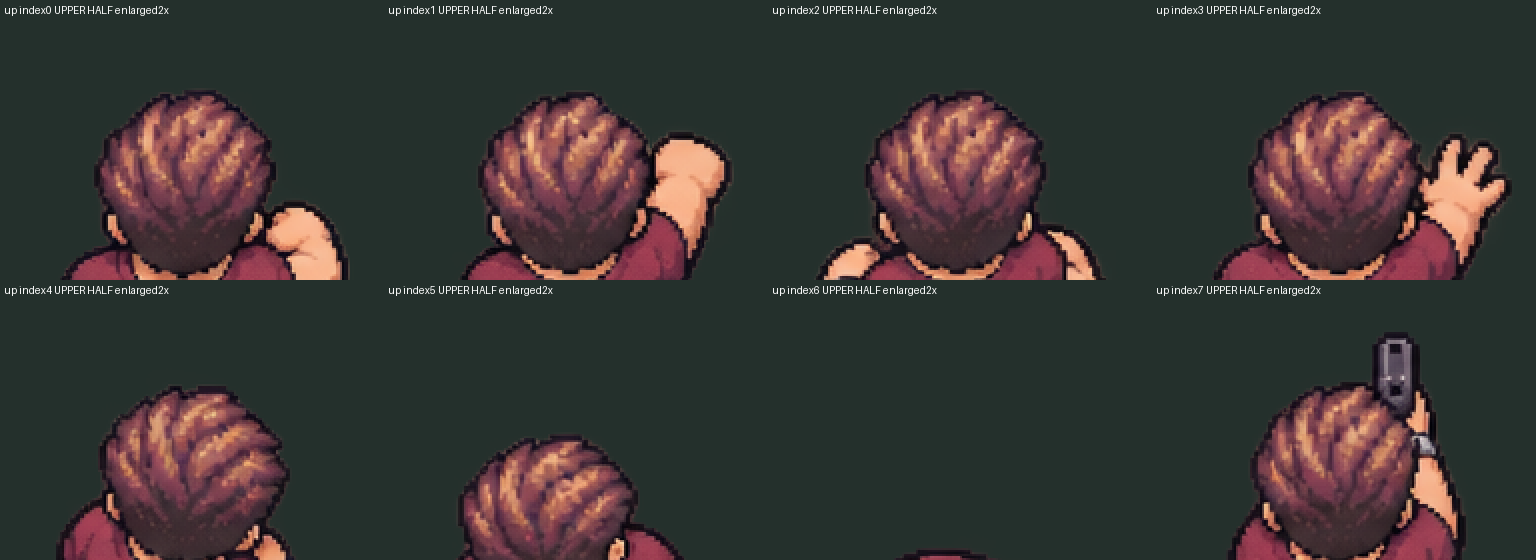 up index0 UPPER HALF enlarged2x
up index1 UPPER HALF enlarged2x
up index2 UPPER HALF enlarged2x
up index3 UPPER HALF enlarged2x
up index4 UPPER HALF enlarged2x
up index5 UPPER HALF enlarged2x
up index6 UPPER HALF enlarged2x
up index7 UPPER HALF enlarged2x